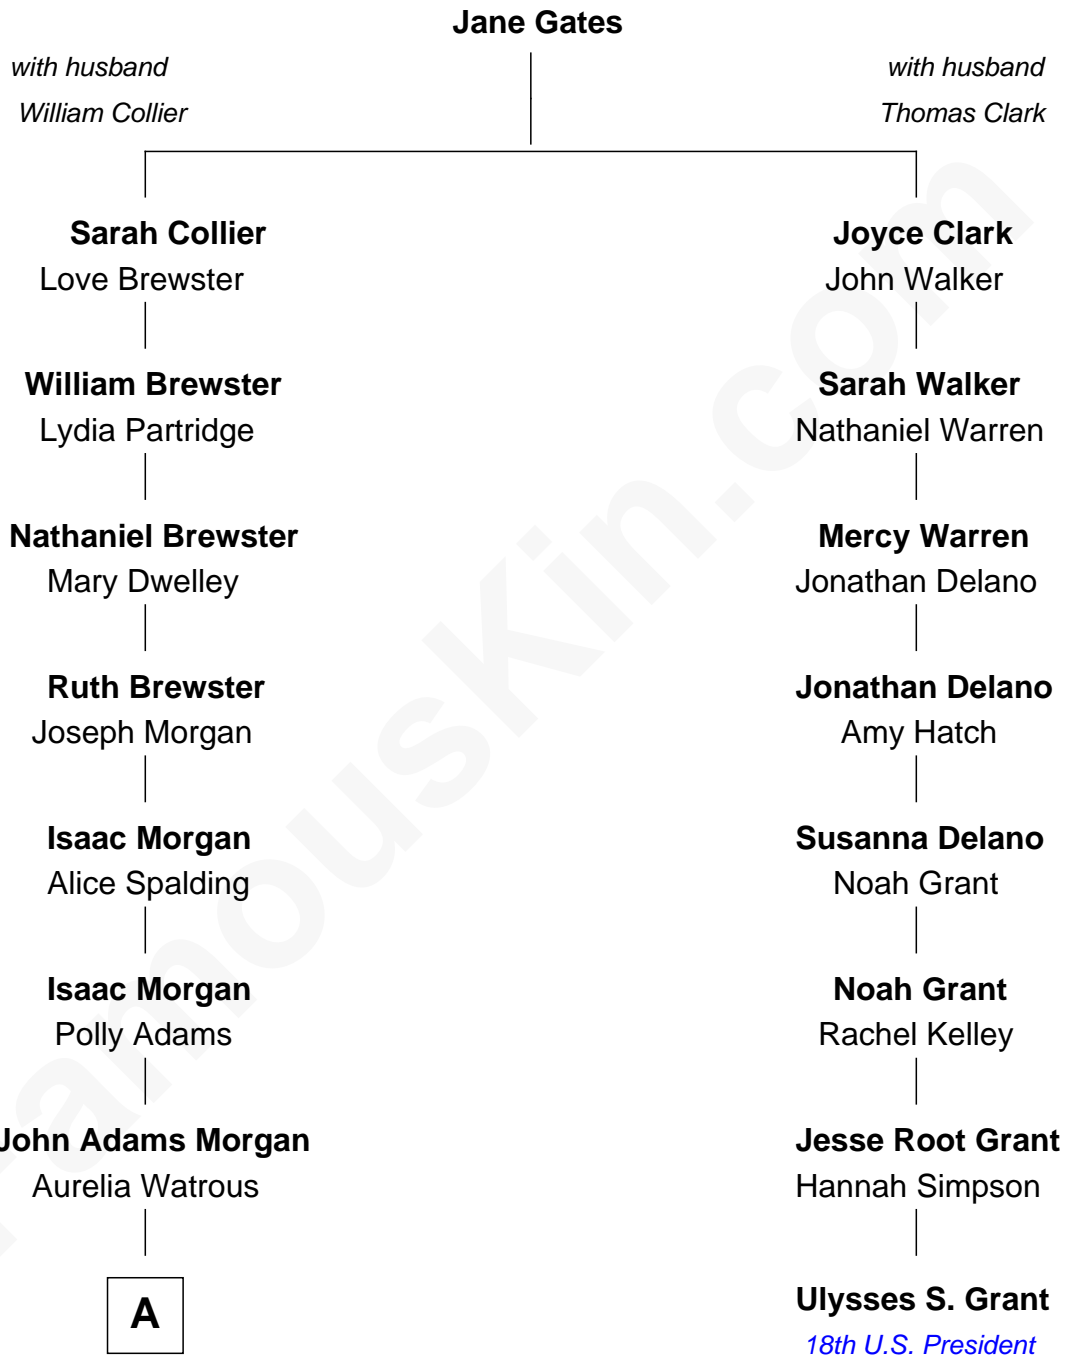 Jane Gates
with husband
William Collier
with husband
Thomas Clark
Sarah Collier
Love Brewster
Joyce Clark
John Walker
William Brewster
Lydia Partridge
Sarah Walker
Nathaniel Warren
Nathaniel Brewster
Mary Dwelley
Mercy Warren
Jonathan Delano
Ruth Brewster
Joseph Morgan
Jonathan Delano
Amy Hatch
Isaac Morgan
Alice Spalding
Susanna Delano
Noah Grant
Isaac Morgan
Polly Adams
Noah Grant
Rachel Kelley
John Adams Morgan
Aurelia Watrous
Jesse Root Grant
Hannah Simpson
A
Ulysses S. Grant
18th U.S. President
FamousKin.com